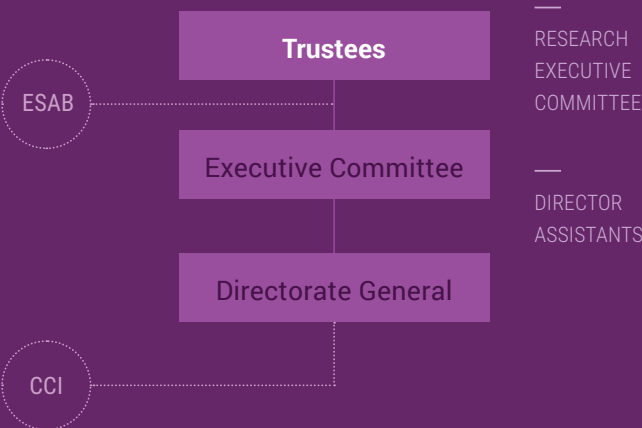 Trustees
ESAB
Executive Committee
Directorate General
CCI
RESEARCH
EXECUTIVE
COMMITTEE
DIRECTOR
ASSISTANTS